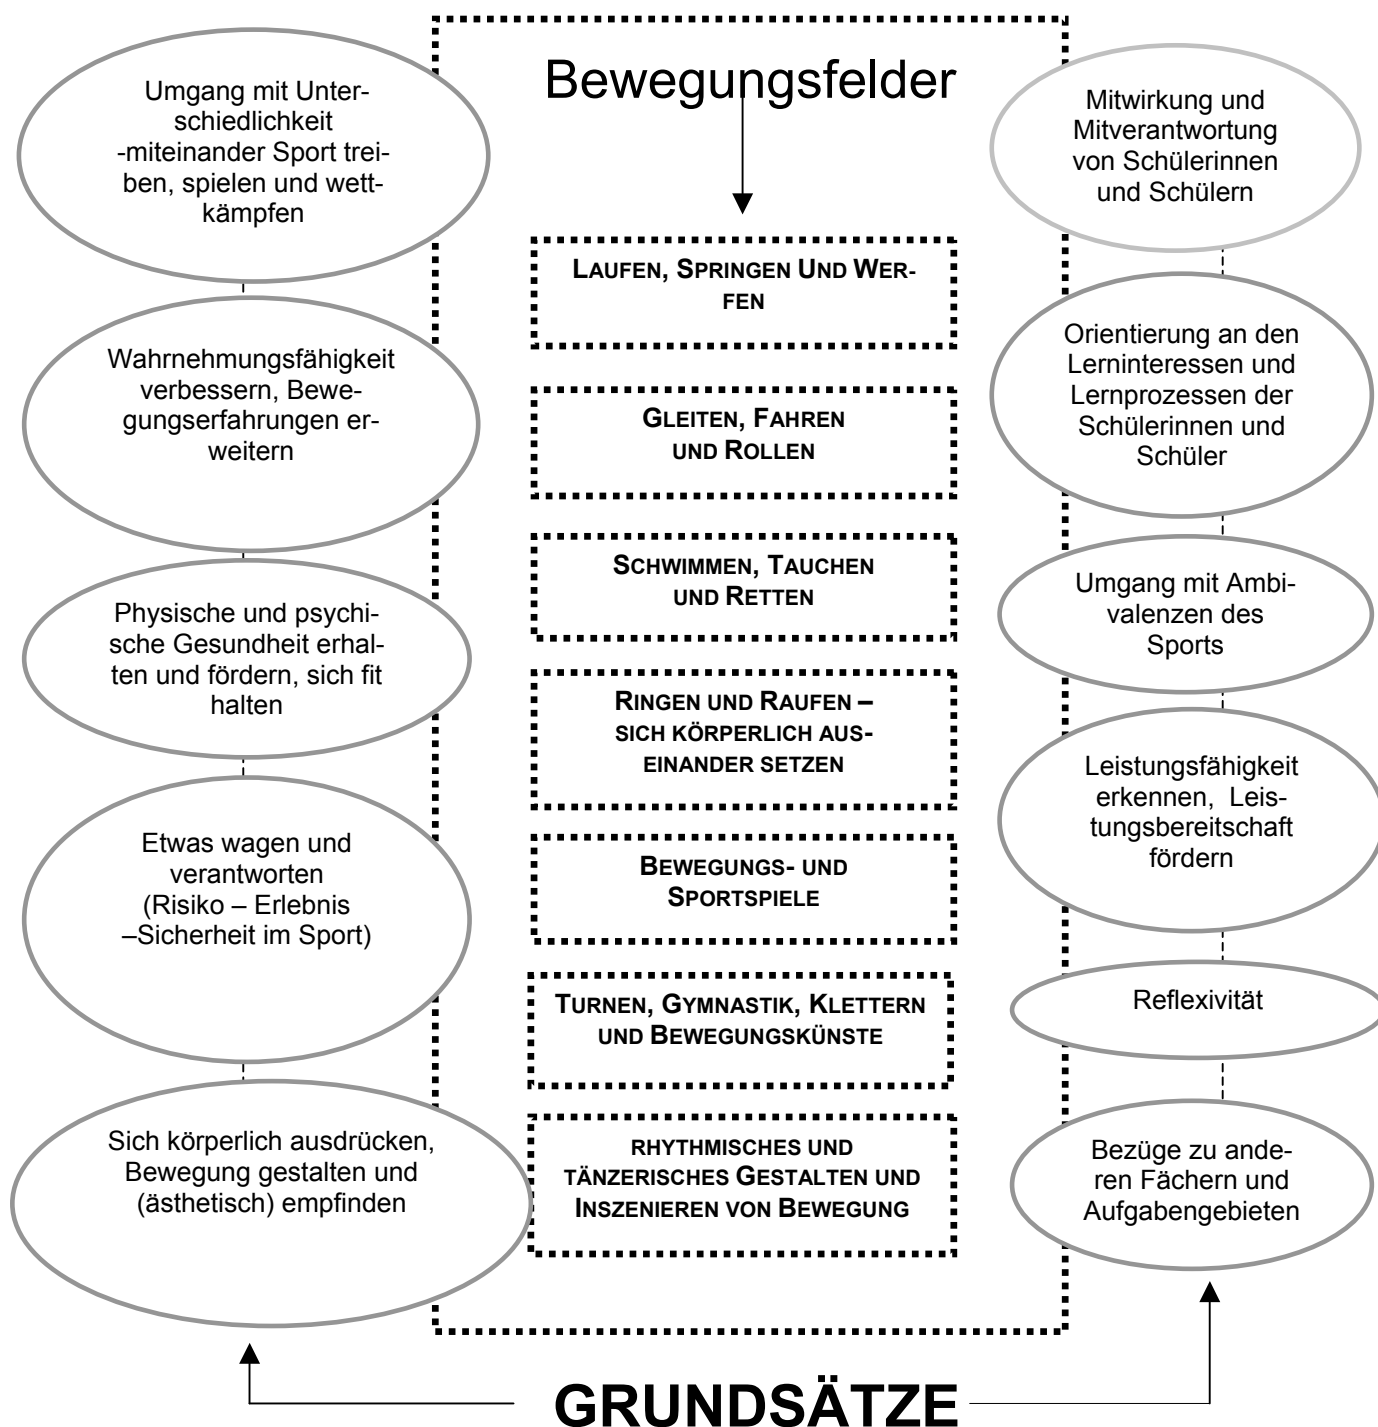 Umgang mit Unter-
schiedlichkeit
-miteinander Sport trei-
ben, spielen und wett-
kämpfen
Wahrnehmungsfähigkeit
verbessern, Bewe-
gungserfahrungen er-
weitern
Physische und psychi-
sche Gesundheit erhal-
ten und fördern, sich fit
halten
Etwas wagen und
verantworten
(Risiko – Erlebnis
–Sicherheit im Sport)
Sich körperlich ausdrücken,
Bewegung gestalten und
(ästhetisch) empfinden
Bewegungsfelder
LAUFEN, SPRINGEN UND WER-
FEN
GLEITEN, FAHREN
UND ROLLEN
SCHWIMMEN, TAUCHEN
UND RETTEN
RINGEN UND RAUFEN –
SICH KÖRPERLICH AUS-
EINANDER SETZEN
BEWEGUNGS- UND
SPORTSPIELE
TURNEN, GYMNASTIK, KLETTERN
UND BEWEGUNGSKÜNSTE
RHYTHMISCHES UND
TÄNZERISCHES GESTALTEN UND
INSZENIEREN VON BEWEGUNG
Mitwirkung und
Mitverantwortung
von Schülerinnen
und Schülern
Orientierung an den
Lerninteressen und
Lernprozessen der
Schülerinnen und
Schüler
Umgang mit Ambi-
valenzen des
Sports
Leistungsfähigkeit
erkennen, Leis-
tungsbereitschaft
fördern
Reflexivität
Bezüge zu ande-
ren Fächern und
Aufgabengebieten
GRUNDSÄTZE